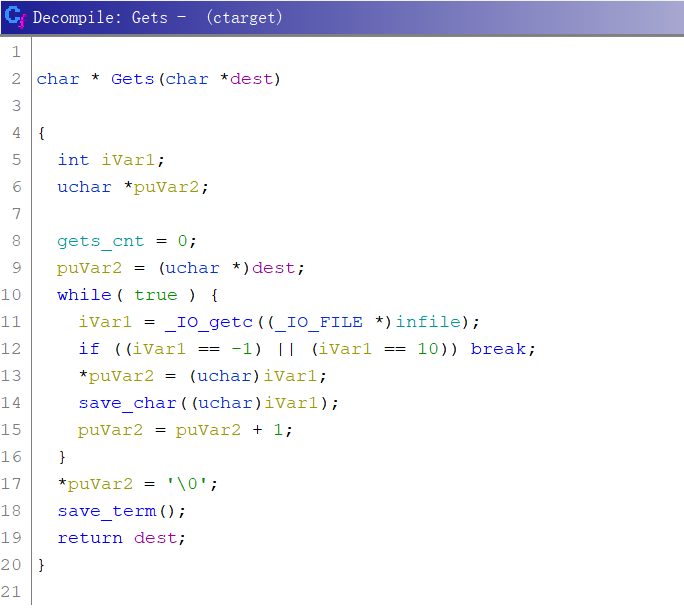 Decompile: Gets - (ctarget)
1
2 char * Gets(char *dest)
3
4 {
5 int iVar1;
6 uchar *puVar2;
7
8 gets_cnt = 0;
9 puVar2 = (uchar *)dest;
10 while( true ) {
11 iVar1 = _IO_getc((_IO_FILE *)infile);
12 if ((iVar1 == -1) || (iVar1 == 10)) break;
13 *puVar2 = (uchar)iVar1;
14 save_char((uchar)iVar1);
15 puVar2 = puVar2 + 1;
16 }
17 *puVar2 = '\0';
18 save_term();
19 return dest;
20 }
21